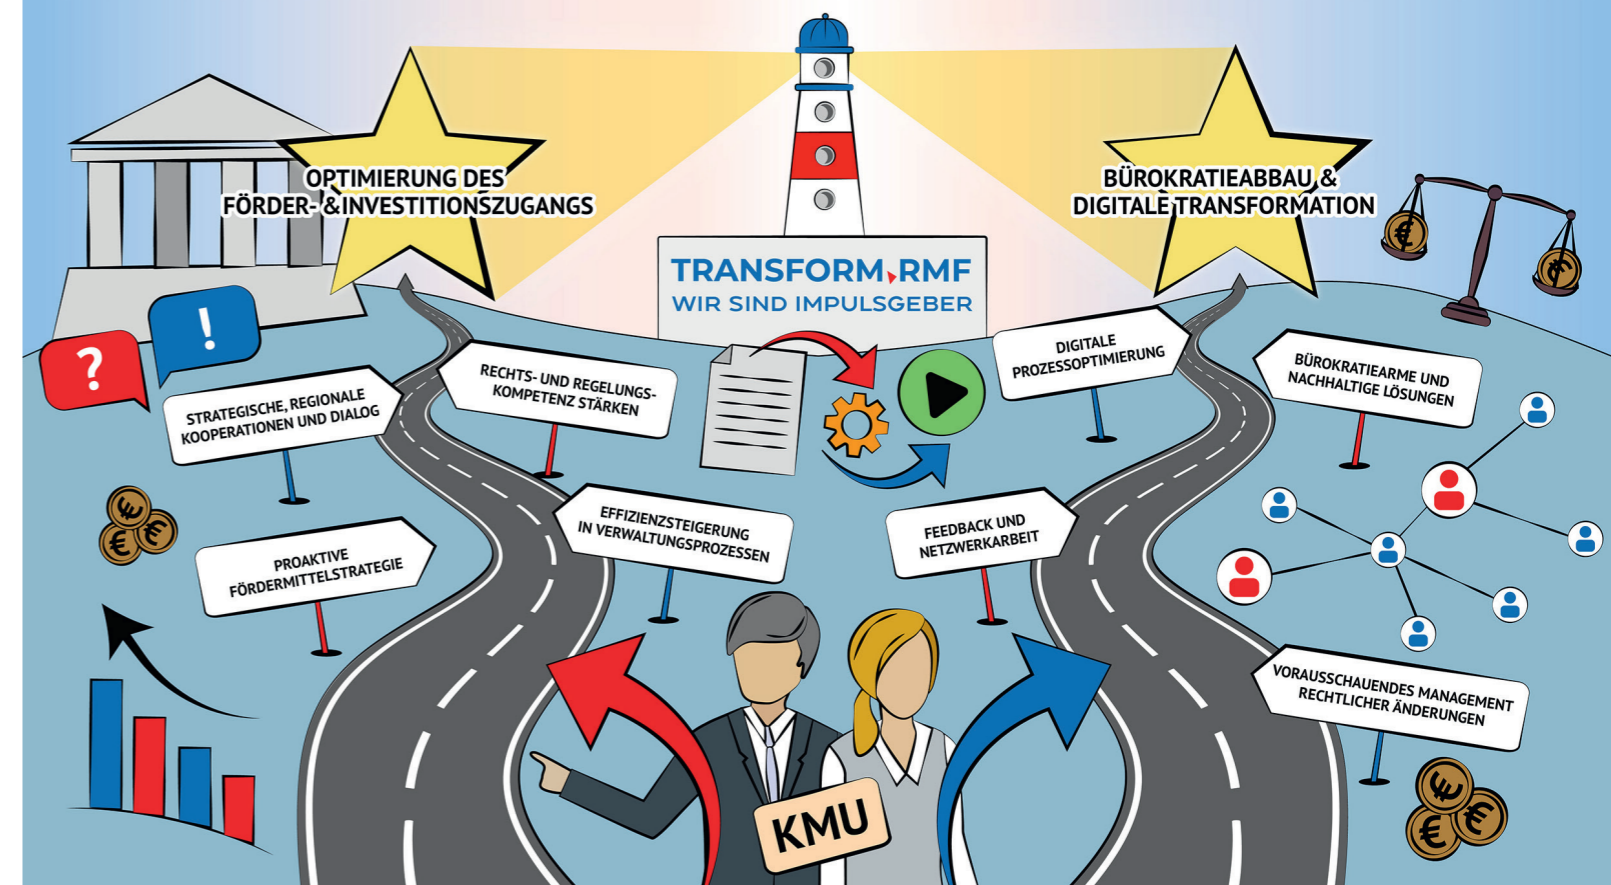 OPTIMIERUNG DES
FÖRDER- & INVESTITIONSZUGANGS
BÜROKRATIEABBAU &
DIGITALE TRANSFORMATION
TRANSFORM.RMF
WIR SIND IMPULSGEBER
?
!
STRATEGISCHE, REGIONALE
KOOPERATIONEN UND DIALOG
RECHTS- UND REGELUNGS-
KOMPETENZ STÄRKEN
DIGITALE
PROZESSOPTIMIERUNG
BÜROKRATIEARME UND
NACHHALTIGE LÖSUNGEN
PROAKTIVE
FÖRDERMITTELSTRATEGIE
EFFIZIENZSTEIGERUNG
IN VERWALTUNGSPROZESSEN
FEEDBACK UND
NETZWERKARBEIT
VORAUSSCHAUENDES MANAGEMENT
RECHTLICHER ÄNDERUNGEN
KMU